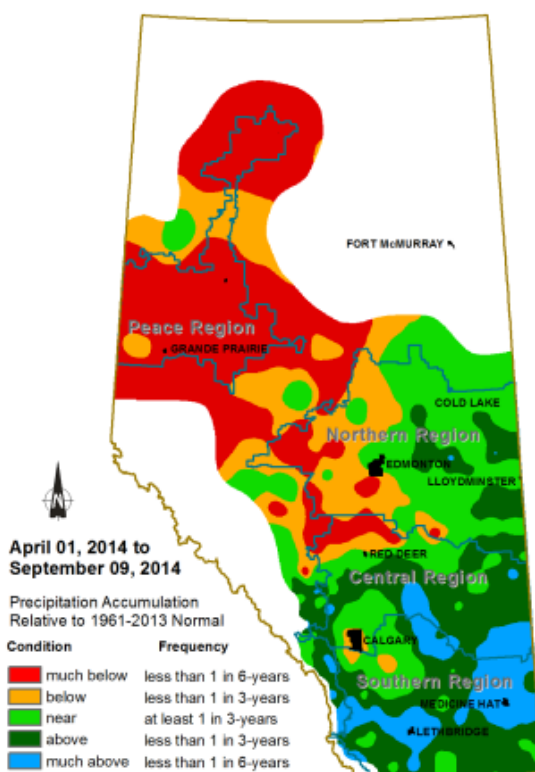 FORT MCMURRAY
Peace Region
GRANDE PRAIRIE
COLD LAKE
Northern Region
EDMONTON
LLOYDMINSTER
N
April 01, 2014 to
September 09, 2014
RED DEER
Central Region
Precipitation Accumulation
Relative to 1961-2013 Normal
CALGARY
Condition Frequency
much below less than 1 in 6-years
Southern Region
below less than 1 in 3-years
MEDICINE HAT
near at least 1 in 3-years
LETHBRIDGE
above less than 1 in 3-years
much above less than 1 in 6-years